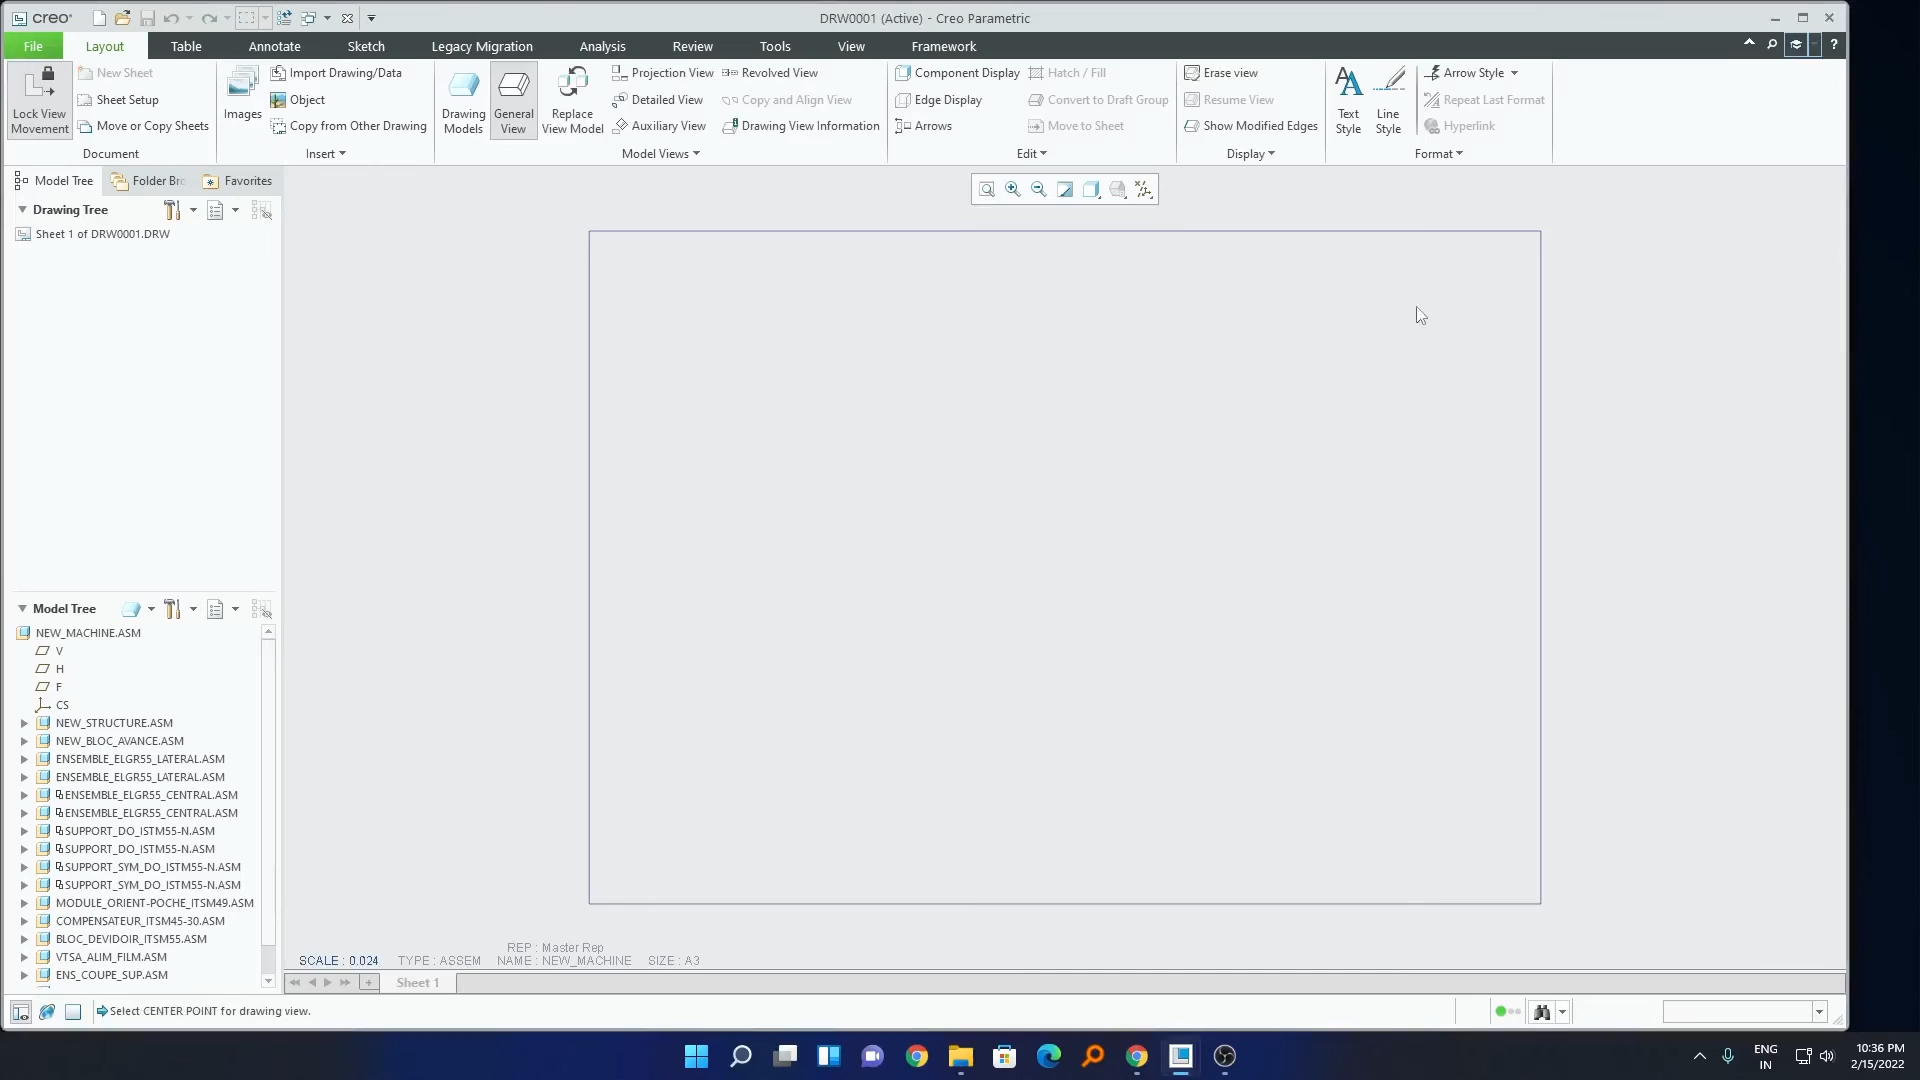 creo
DRW0001 (Active) - Creo Parametric
File
Layout
Table
Annotate
Sketch
Legacy Migration
Analysis
Review
Tools
View
Framework
Lock View Movement
New Sheet
Sheet Setup
Move or Copy Sheets
Document
Images
Import Drawing/Data
Object
Copy from Other Drawing
Insert
Drawing Models
General View
Replace View Model
Projection View
Detailed View
Auxiliary View
Revolved View
Copy and Align View
Drawing View Information
Model Views
Component Display
Edge Display
Arrows
Hatch / Fill
Convert to Draft Group
Move to Sheet
Edit
Erase view
Resume View
Show Modified Edges
Display
Text Style
Line Style
Arrow Style
Repeat Last Format
Hyperlink
Format
Model Tree
Folder Bro
Favorites
Drawing Tree
Sheet 1 of DRW0001.DRW
Model Tree
NEW_MACHINE.ASM
V
H
F
CS
NEW_STRUCTURE.ASM
NEW_BLOC_AVANCE.ASM
ENSEMBLE_ELGR55_LATERAL.ASM
ENSEMBLE_ELGR55_LATERAL.ASM
ENSEMBLE_ELGR55_CENTRAL.ASM
ENSEMBLE_ELGR55_CENTRAL.ASM
SUPPORT_DO_ISTM55-N.ASM
SUPPORT_DO_ISTM55-N.ASM
SUPPORT_SYM_DO_ISTM55-N.ASM
SUPPORT_SYM_DO_ISTM55-N.ASM
MODULE_ORIENT-POCHE_ITSM49.ASM
COMPENSATEUR_ITSM45-30.ASM
BLOC_DEVIDOIR_ITSM55.ASM
VTSA_ALIM_FILM.ASM
ENS_COUPE_SUP.ASM
REP : Master Rep
SCALE : 0.024 TYPE : ASSEM NAME : NEW_MACHINE SIZE : A3
Sheet 1
Select CENTER POINT for drawing view.
ENG
IN
10:36 PM
2/15/2022